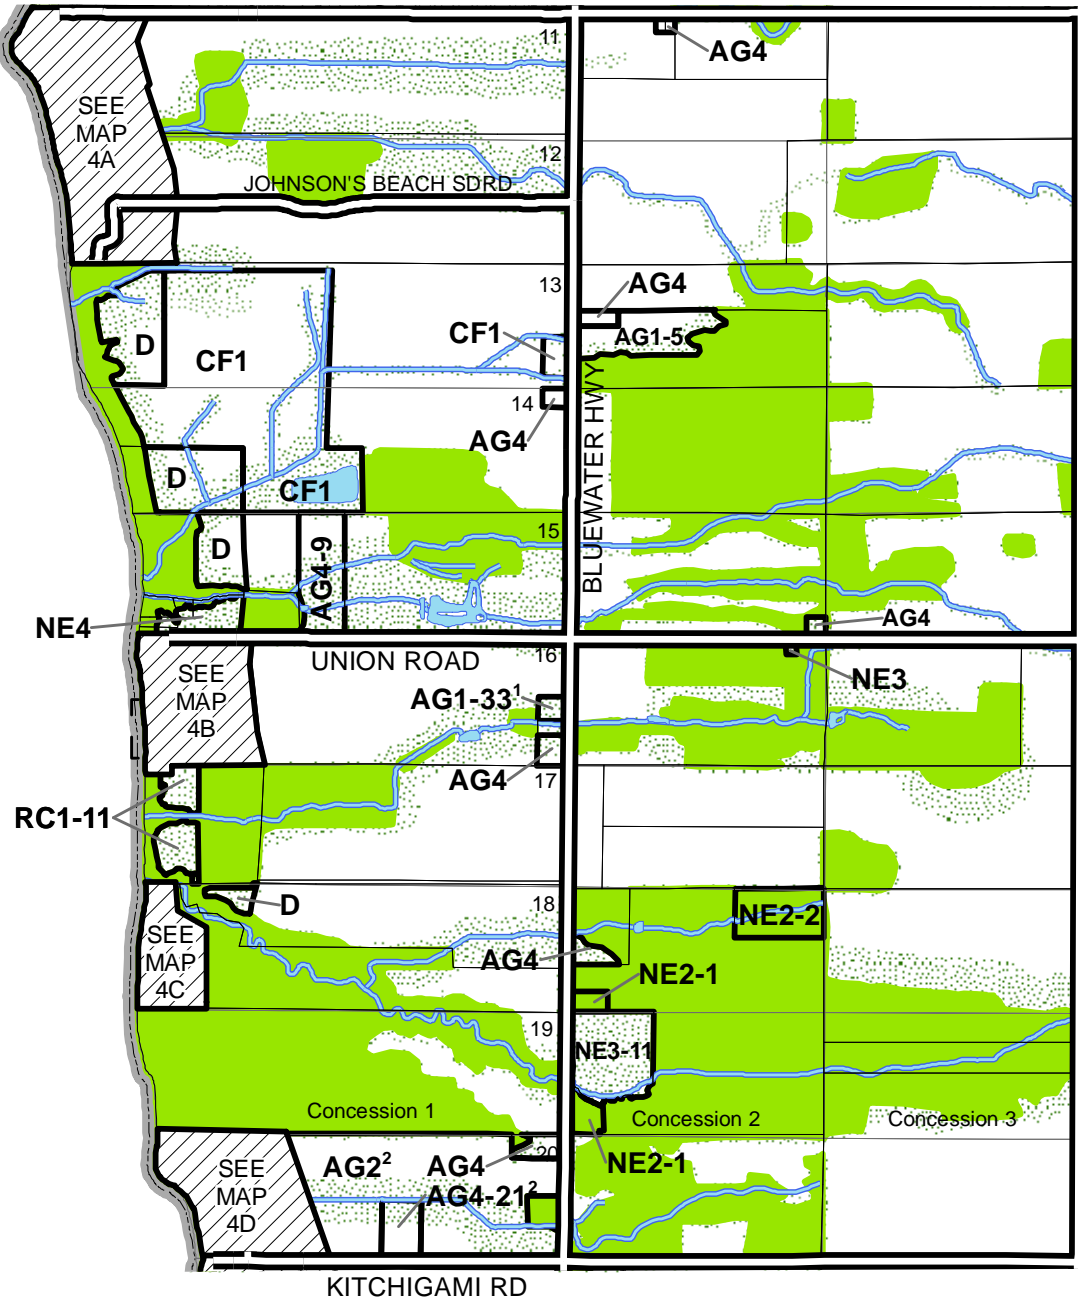 11
AG4
SEE
MAP
4A
12
JOHNSON'S BEACH SDRD
13
AG4
CF1
AG1-5
D
CF1
14
AG4
BLUEWATER HWY
D
CF1
15
D
AG4-9
NE4
AG4
UNION ROAD
16
SEE
MAP
4B
NE3
AG1-33¹
AG4
17
RC1-11
D
18
NE2-2
SEE
MAP
4C
AG4
NE2-1
19
NE3-11
Concession 1
Concession 2
Concession 3
20
SEE
MAP
4D
AG2²
AG4
NE2-1
AG4-21²
KITCHIGAMI RD